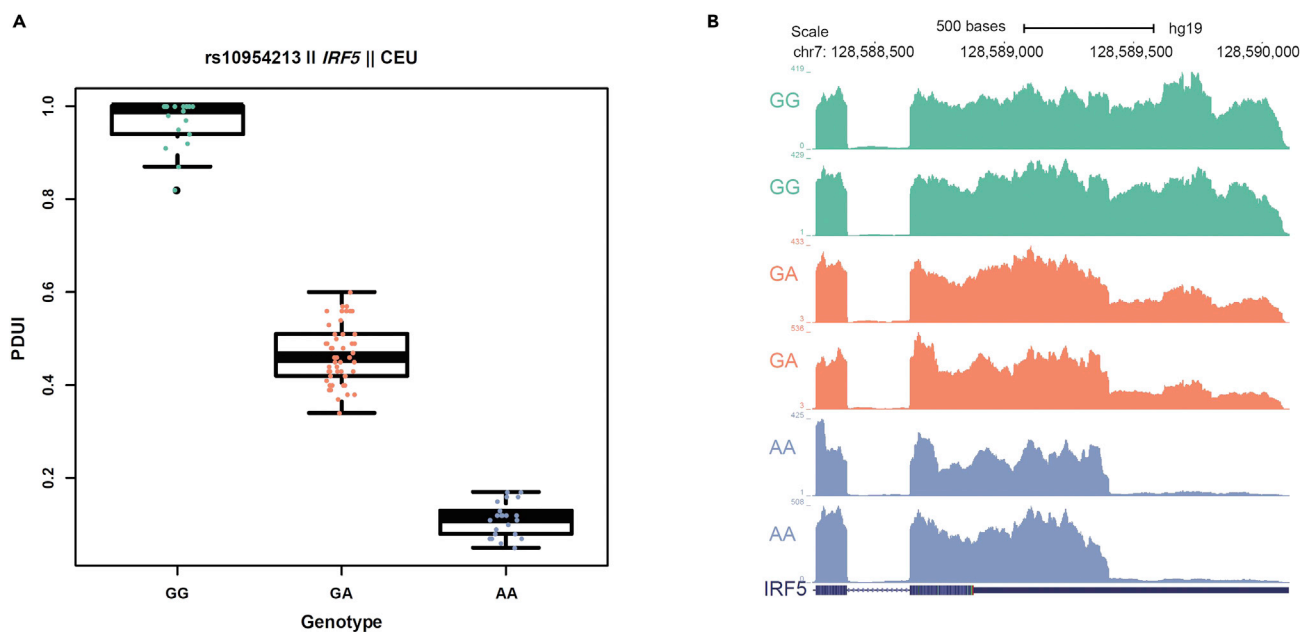 A
rs10954213 || IRF5 || CEU
PDUI
1.0
0.8
0.6
0.4
0.2
GG
GA
AA
Genotype
B
Scale
500 bases
hg19
chr7:
128,588,500
128,589,000
128,589,500
128,590,000
419
GG
0
429
GG
1
433
GA
3
536
GA
3
425
AA
1
508
AA
0
IRF5